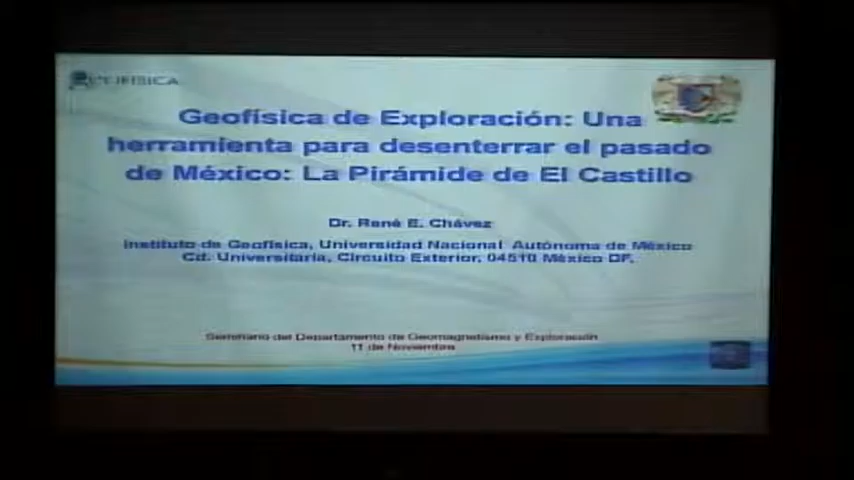 GEOFISICA
Geofísica de Exploración: Una
herramienta para desenterrar el pasado
de México: La Pirámide de El Castillo
Dr. René E. Chávez
Instituto de Geofísica, Universidad Nacional Autónoma de México
Cd. Universitaria, Circuito Exterior, 04510 México DF.
Seminario del Departamento de Geomagnetismo y Exploración
11 de Noviembre